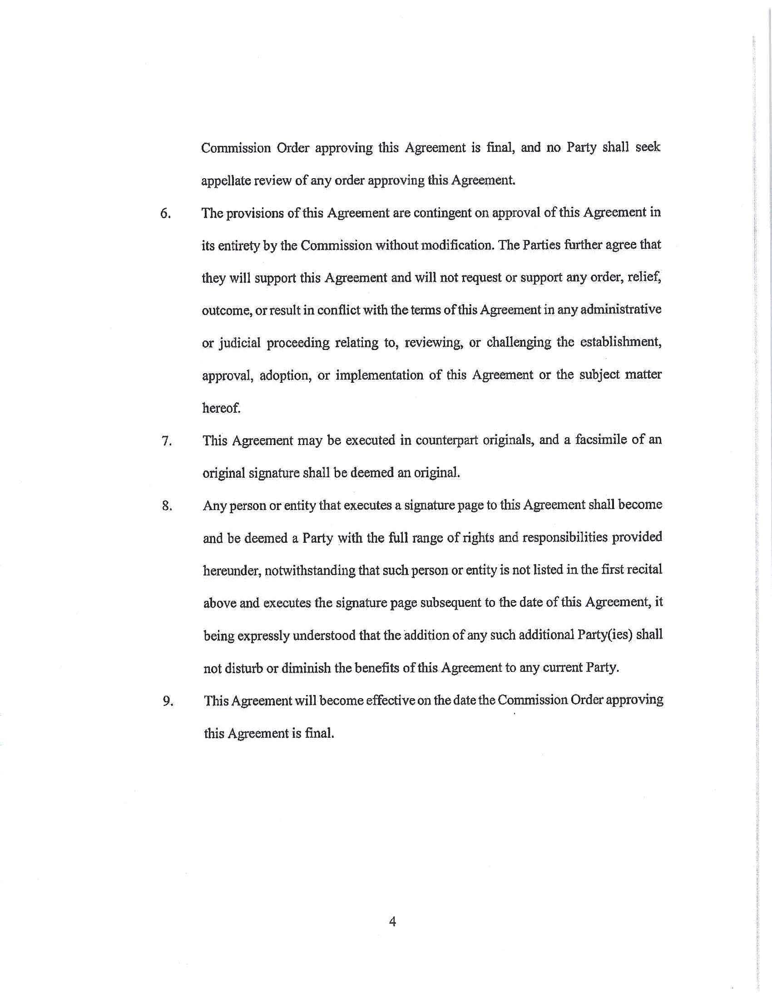 Commission Order approving this Agreement is final, and no Party shall seek
appellate review of any order approving this Agreement.
6. The provisions of this Agreement are contingent on approval of this Agreement in
its entirety by the Commission without modification. The Parties further agree that
they will support this Agreement and will not request or support any order, relief,
outcome, or result in conflict with the terms of this Agreement in any administrative
or judicial proceeding relating to, reviewing, or challenging the establishment,
approval, adoption, or implementation of this Agreement or the subject matter
hereof.
7. This Agreement may be executed in counterpart originals, and a facsimile of an
original signature shall be deemed an original.
8. Any person or entity that executes a signature page to this Agreement shall become
and be deemed a Party with the full range of rights and responsibilities provided
hereunder, notwithstanding that such person or entity is not listed in the first recital
above and executes the signature page subsequent to the date of this Agreement, it
being expressly understood that the addition of any such additional Party(ies) shall
not disturb or diminish the benefits of this Agreement to any current Party.
9. This Agreement will become effective on the date the Commission Order approving
this Agreement is final.
4